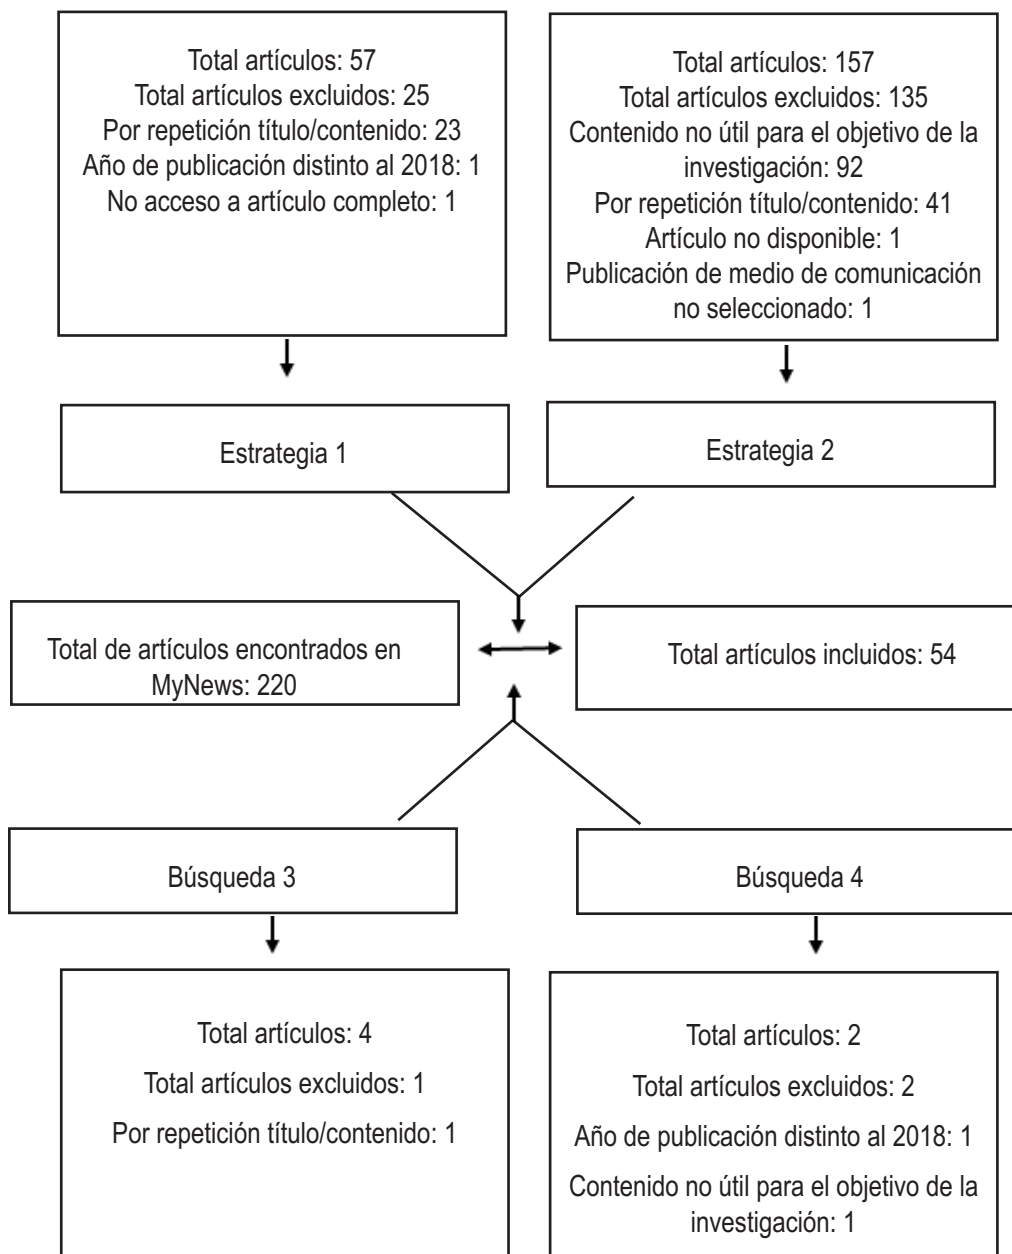 Total artículos: 57
Total artículos excluidos: 25
Por repetición título/contenido: 23
Año de publicación distinto al 2018: 1
No acceso a artículo completo: 1
Total artículos: 157
Total artículos excluidos: 135
Contenido no útil para el objetivo de la
investigación: 92
Por repetición título/contenido: 41
Artículo no disponible: 1
Publicación de medio de comunicación
no seleccionado: 1
Estrategia 1
Estrategia 2
Total de artículos encontrados en
MyNews: 220
Total artículos incluidos: 54
Búsqueda 3
Búsqueda 4
Total artículos: 4
Total artículos excluidos: 1
Por repetición título/contenido: 1
Total artículos: 2
Total artículos excluidos: 2
Año de publicación distinto al 2018: 1
Contenido no útil para el objetivo de la
investigación: 1